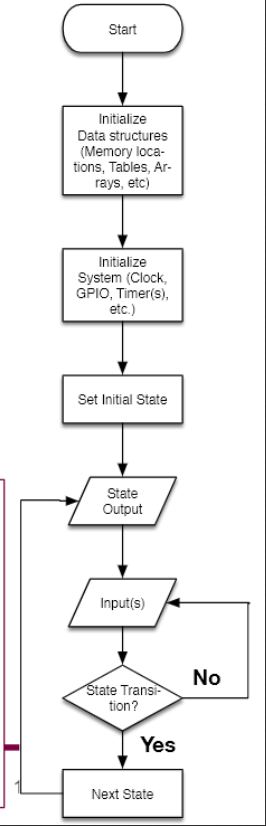 Start
Initialize
Data structures
(Memory loca-
tions, Tables, Ar-
rays, etc)
Initialize
System (Clock,
GPIO, Timer(s),
etc.)
Set Initial State
State
Output
Input(s)
State Transi-
tion?
No
Yes
1
Next State